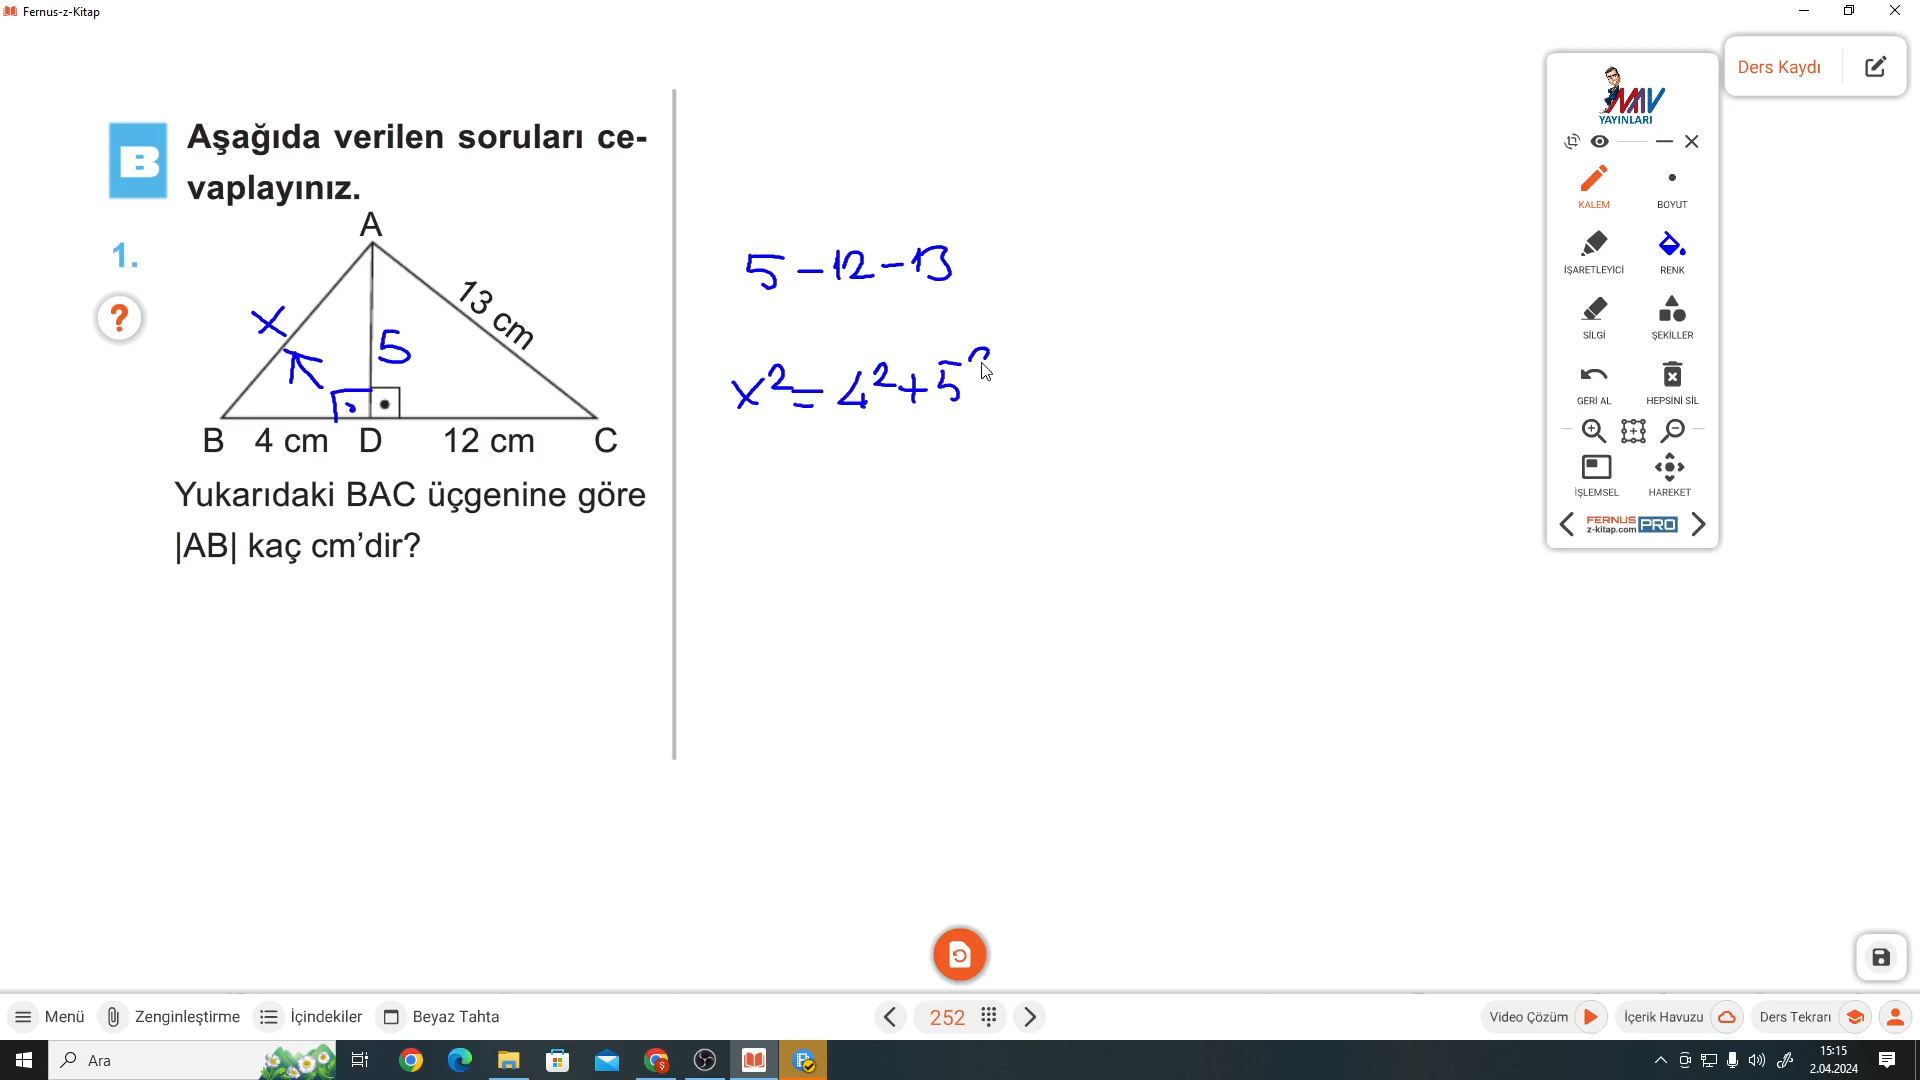 Fernus-z-Kitap
Ders Kaydı
MAV
YAYINLARI
KALEM
BOYUT
İŞARETLEYİCİ
RENK
SİLGİ
ŞEKİLLER
GERİ AL
HEPSİNİ SİL
İŞLEMSEL
HAREKET
FERNUS
z-kitap.com PRO
B
Aşağıda verilen soruları ce-
vaplayınız.
1.
?
A
13 cm
x
5
B 4 cm D 12 cm C
Yukarıdaki BAC üçgenine göre
|AB| kaç cm’dir?
5 - 12 - 13
x² = 4² + 5²
Menü
Zenginleştirme
İçindekiler
Beyaz Tahta
252
Video Çözüm
İçerik Havuzu
Ders Tekrarı
Ara
15:15
2.04.2024